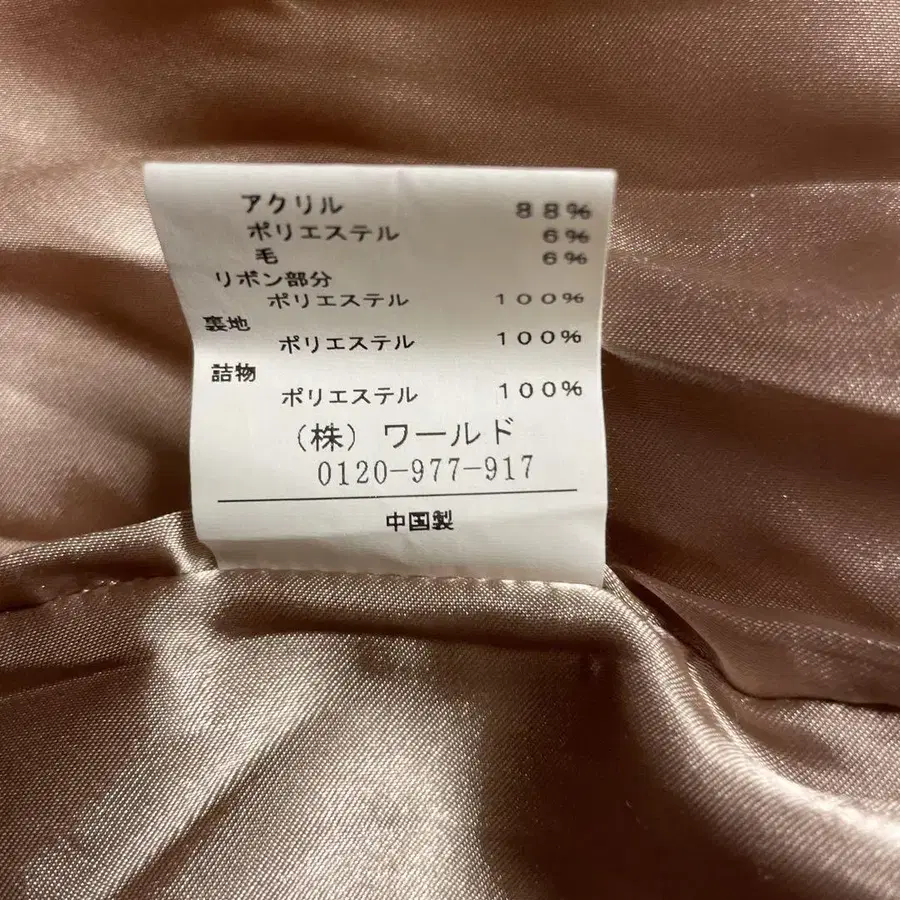 アクリル 88%
ポリエステル 6%
毛 6%
リボン部分
ポリエステル 100%
裏地
ポリエステル 100%
詰物
ポリエステル 100%
(株) ワールド
0120-977-917
中国製